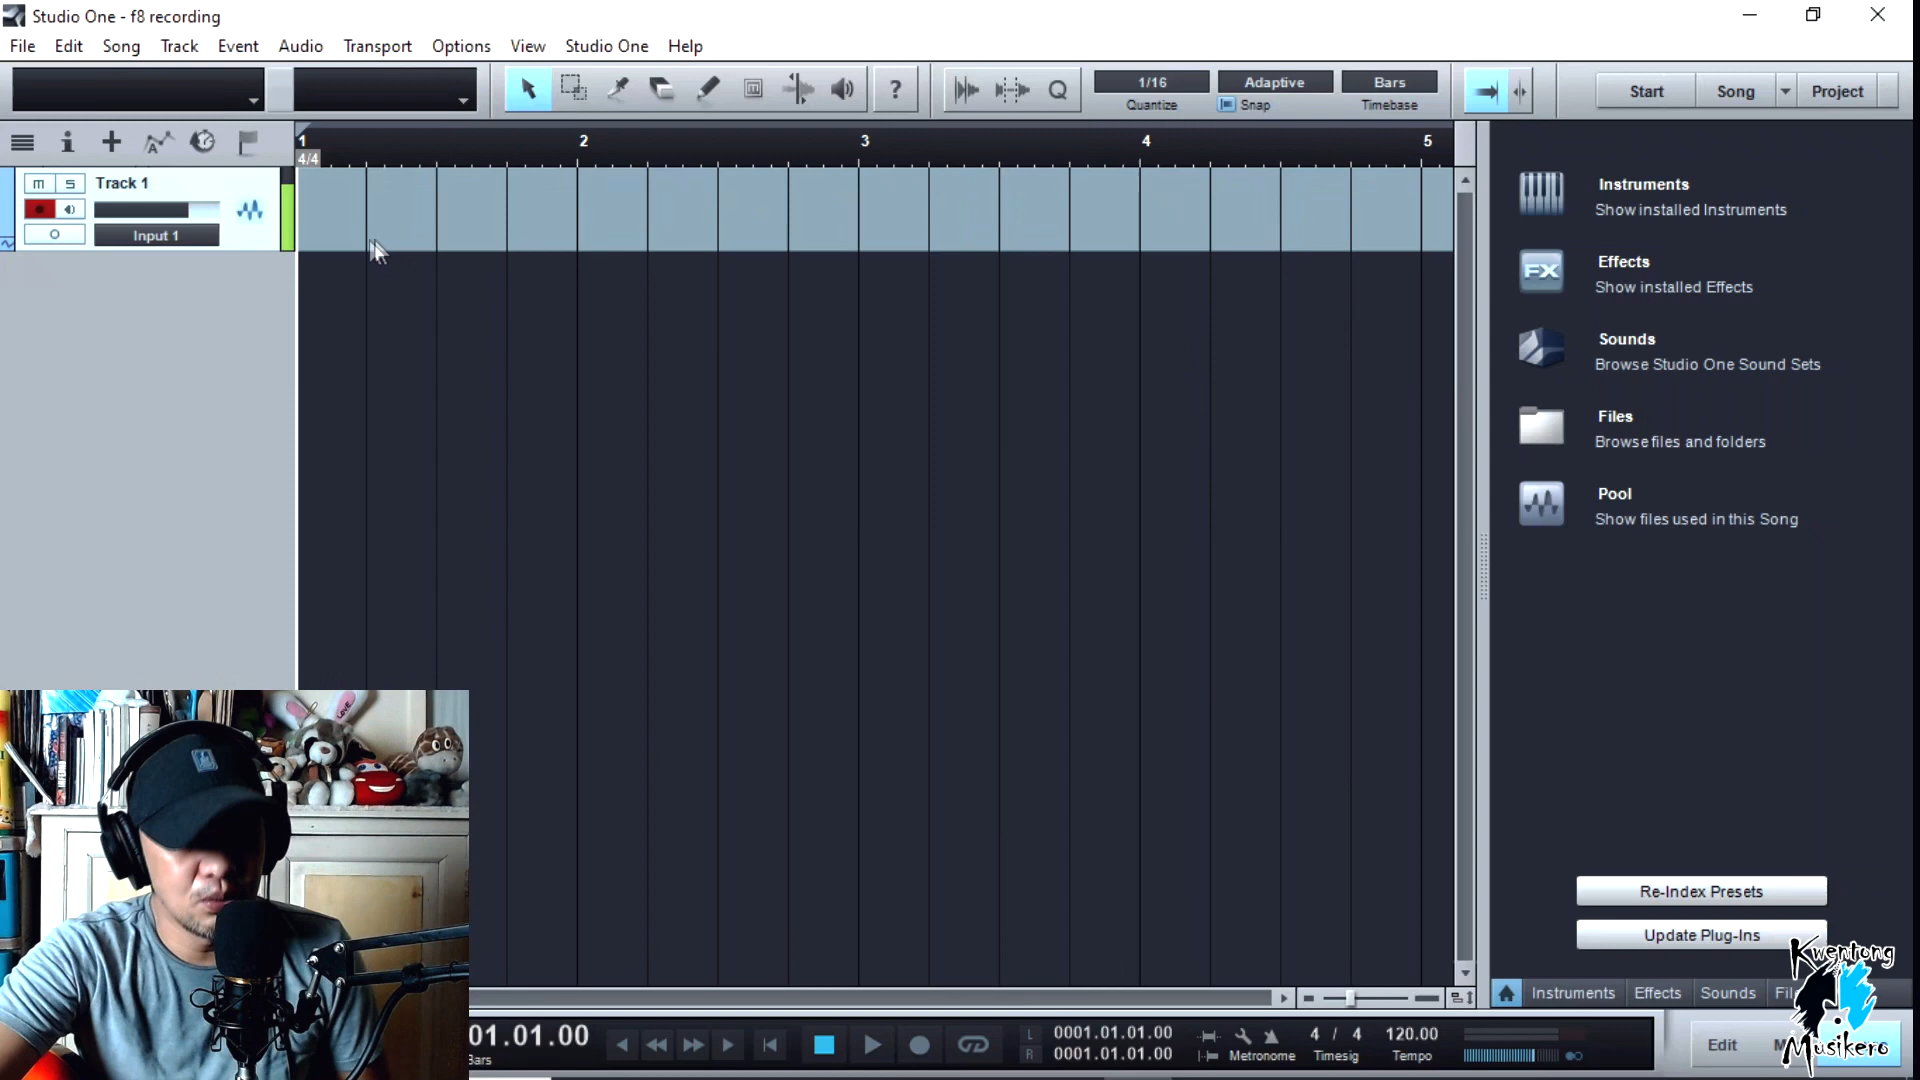 Studio One - f8 recording
File Edit Song Track Event Audio Transport Options View Studio One Help
1/16 Adaptive Bars
Quantize Snap Timebase
Start Song Project
1 2 3 4 5
4/4
M S Track 1
Input 1
Instruments
Show installed Instruments
Effects
Show installed Effects
FX
Sounds
Browse Studio One Sound Sets
Files
Browse files and folders
Pool
Show files used in this Song
Re-Index Presets
Update Plug-Ins
Kwentong
Musikero
Instruments Effects Sounds
LOVE
01.01.00
Bars
L 0001.01.01.00
R 0001.01.01.00
4 / 4 120.00
Metronome Timesig Tempo
Edit